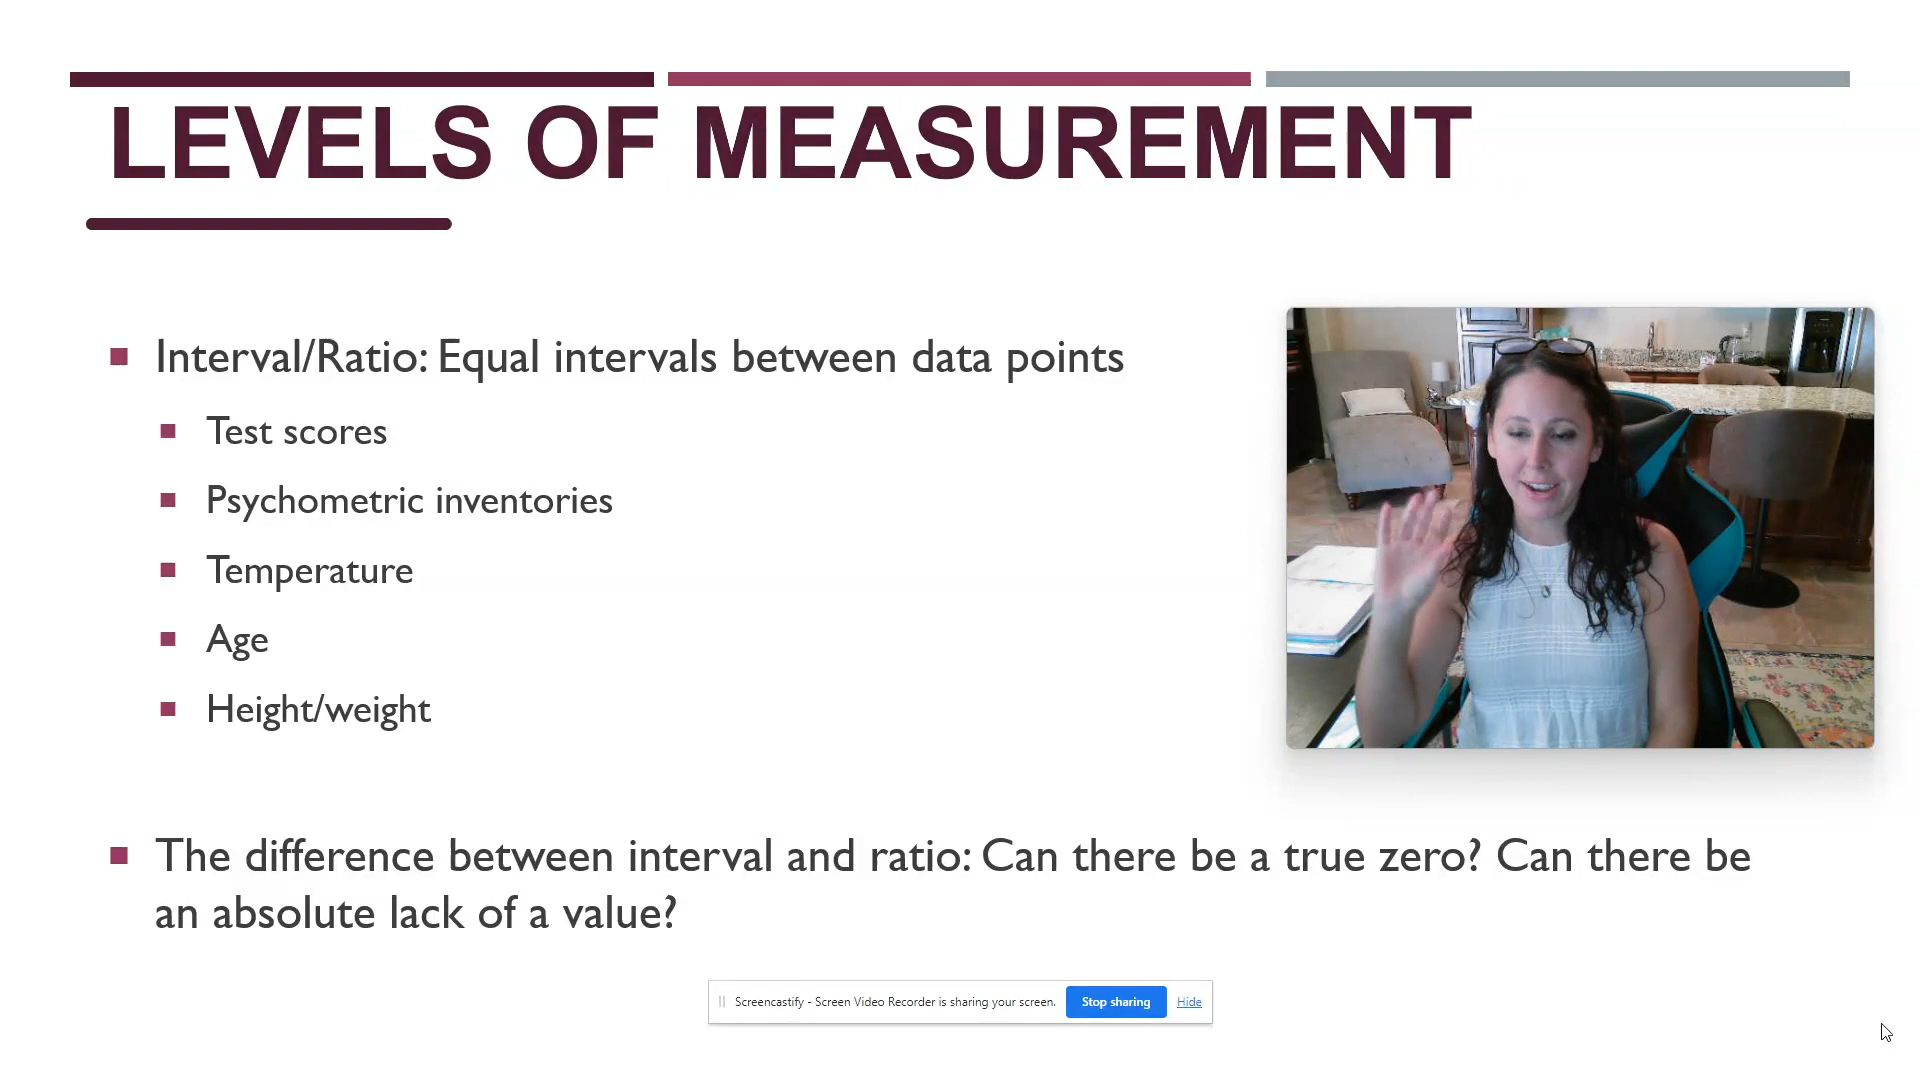 LEVELS OF MEASUREMENT
Interval/Ratio: Equal intervals between data points
Test scores
Psychometric inventories
Temperature
Age
Height/weight
The difference between interval and ratio: Can there be a true zero? Can there be
an absolute lack of a value?
Screencastify - Screen Video Recorder is sharing your screen. Stop sharing Hide